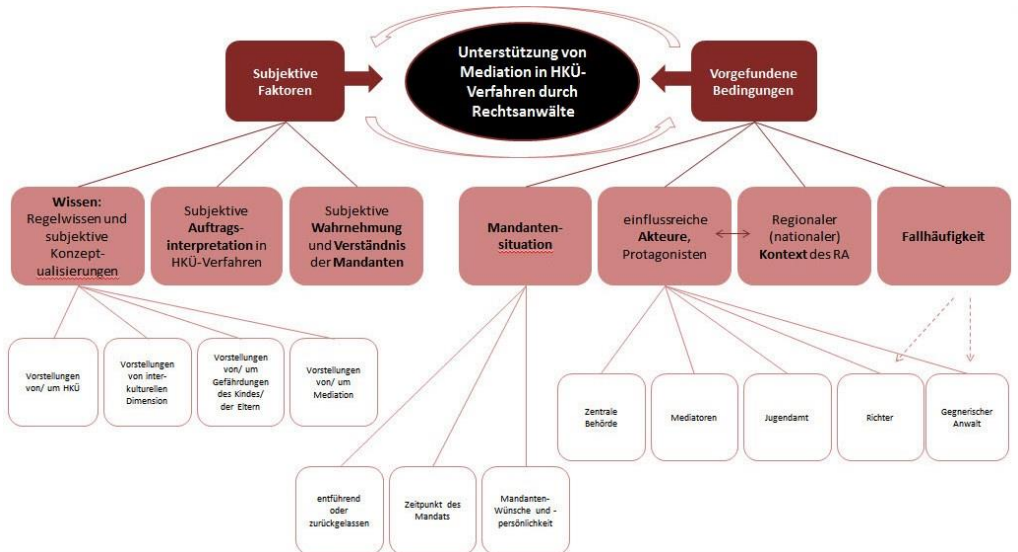 Subjektive
Faktoren
Unterstützung von
Mediation in HKÜ-
Verfahren durch
Rechtsanwälte
Vorgefundene
Bedingungen
Wissen:
Regelwissen und
subjektive
Konzept-
ualisierungen
Subjektive
Auftrags-
interpretation in
HKÜ-Verfahren
Subjektive
Wahrnehmung
und Verständnis
der Mandanten
Mandanten-
situation
einflussreiche
Akteure,
Protagonisten
Regionaler
(nationaler)
Kontext des RA
Fallhäufigkeit
Vorstellungen
von/ um HKÜ
Vorstellungen
von inter-
kulturellen
Dimension
Vorstellungen
von/ um
Gefährdungen
des Kindes/
der Eltern
Vorstellungen
von/ um
Mediation
Zentrale
Behörde
Mediatoren
Jugendamt
Richter
Gegnerischer
Anwalt
entführend
oder
zurückgelassen
Zeitpunkt des
Mandats
Mandanten-
Wünsche und -
persönlichkeit